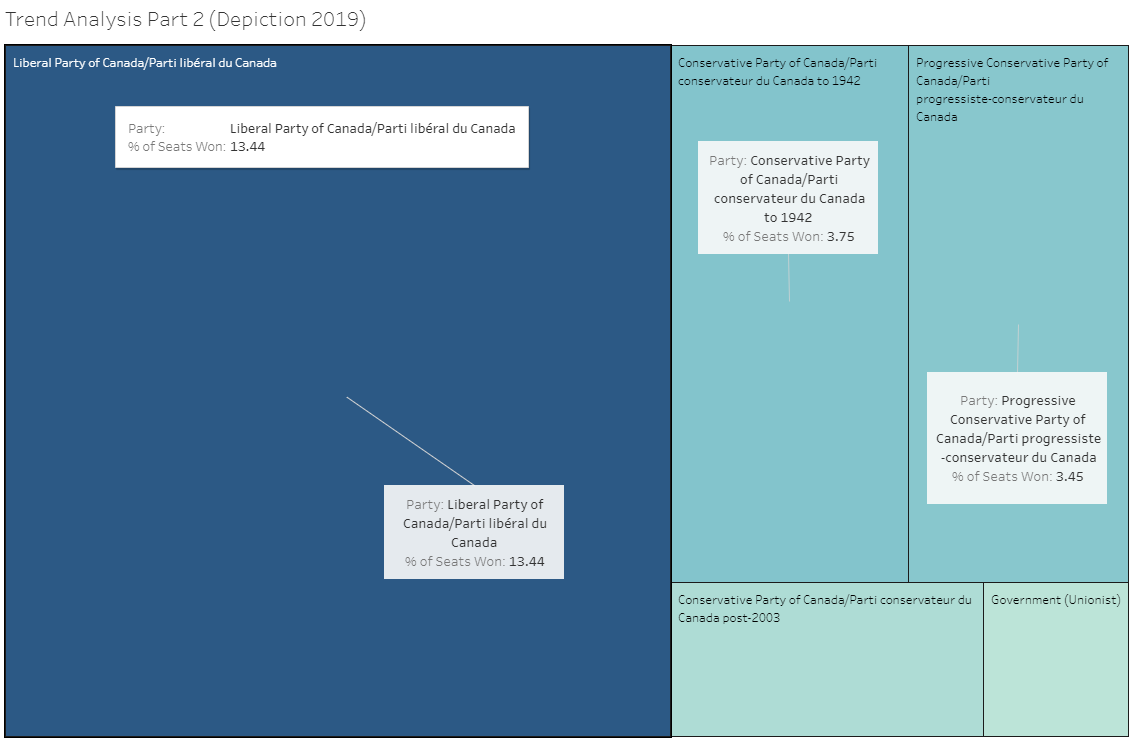 Trend Analysis Part 2 (Depiction 2019)
Liberal Party of Canada/Parti libéral du Canada
Party: Liberal Party of Canada/Parti libéral du Canada
% of Seats Won: 13.44
Party: Liberal Party of
Canada/Parti libéral du
Canada
% of Seats Won: 13.44
Conservative Party of Canada/Parti
conservateur du Canada to 1942
Party: Conservative Party
of Canada/Parti
conservateur du Canada
to 1942
% of Seats Won: 3.75
Progressive Conservative Party of
Canada/Parti
progressiste-conservateur du
Canada
Party: Progressive
Conservative Party of
Canada/Parti progressiste
-conservateur du Canada
% of Seats Won: 3.45
Conservative Party of Canada/Parti conservateur du
Canada post-2003
Government (Unionist)